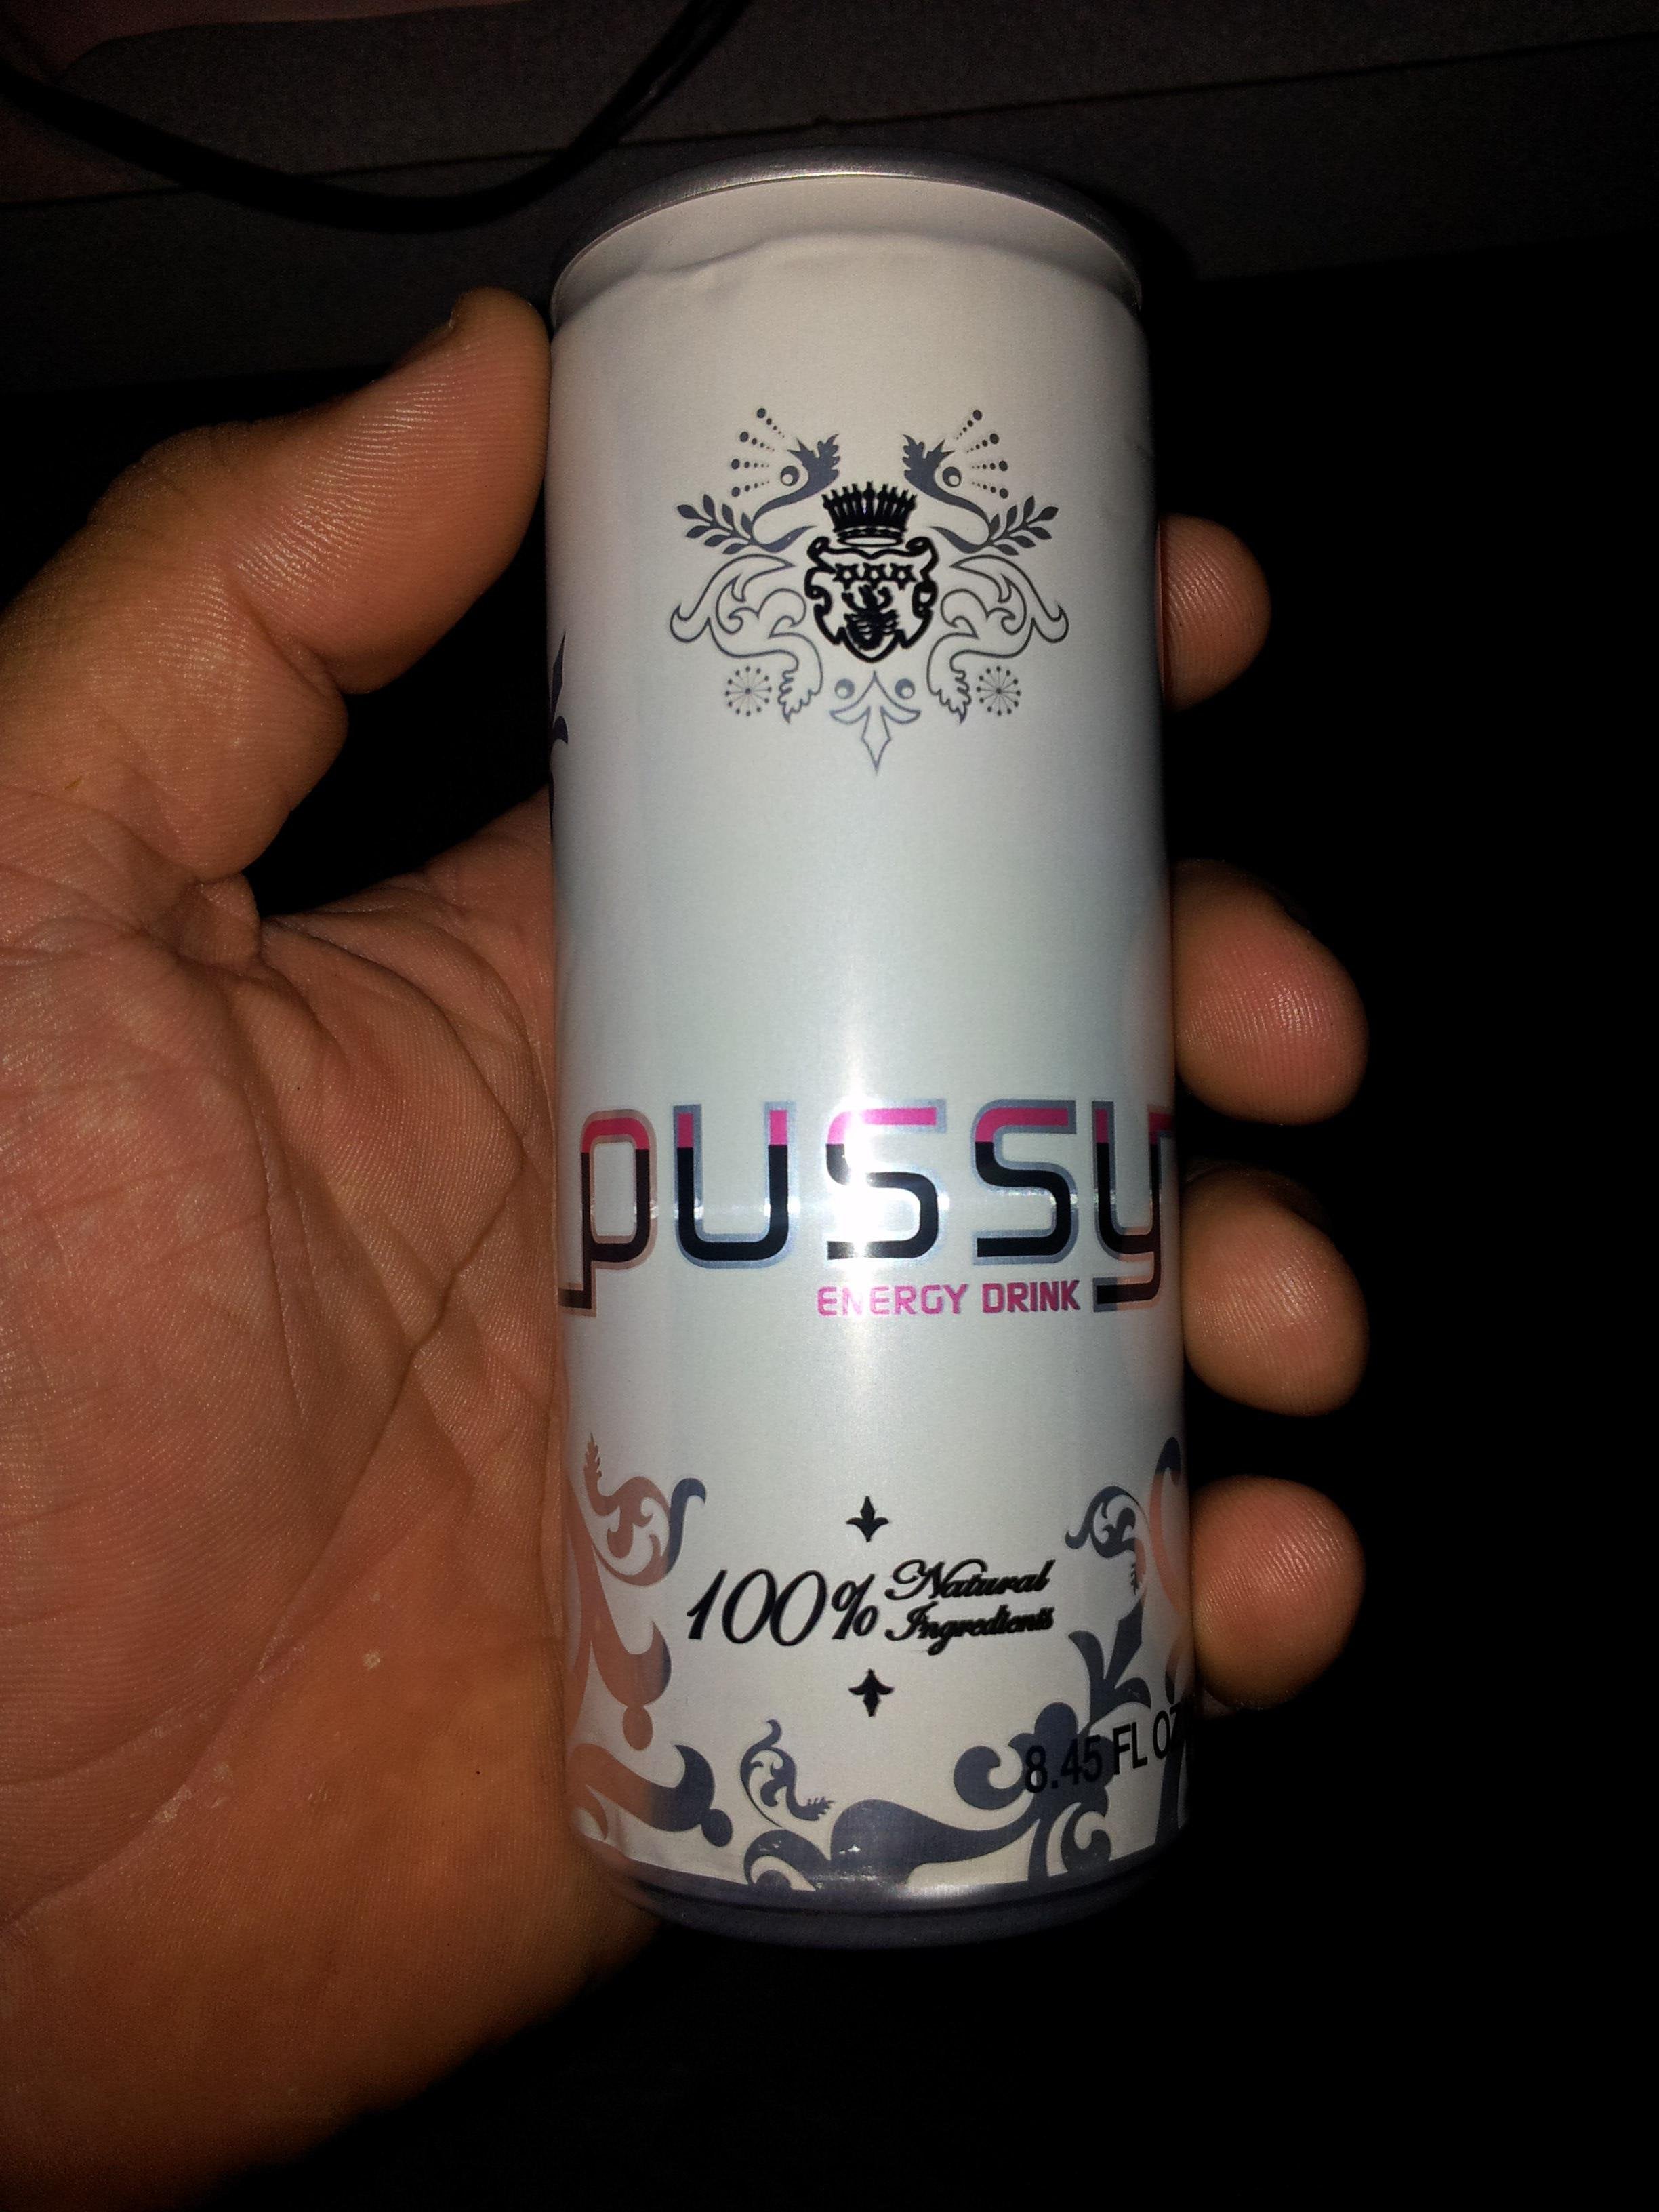 pussy
ENERGY DRINK
100% Natural
Ingredients
8.45 FL OZ